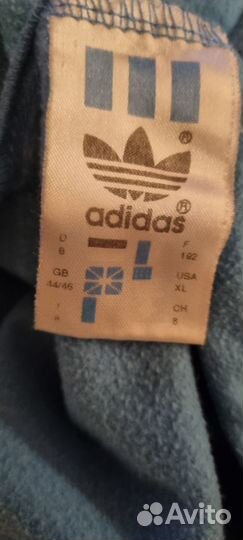 ®
adidas®
D F
8 192
GB USA
44/46 XL
I CH
8 8
Avito